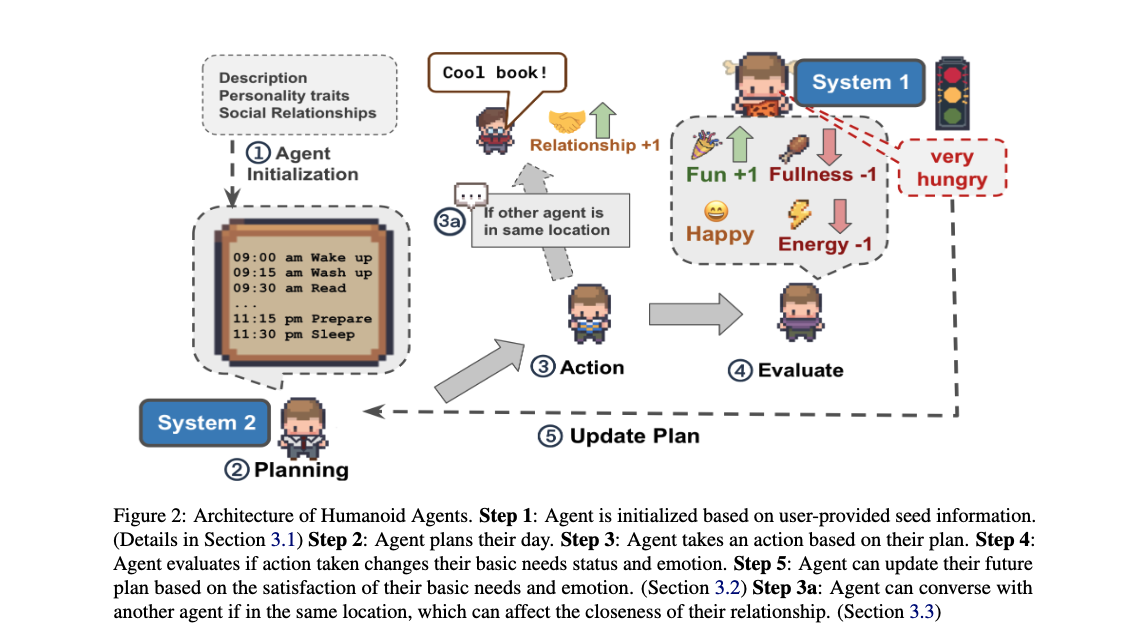 Description
Personality traits
Social Relationships
① Agent
Initialization
09:00 am Wake up
09:15 am Wash up
09:30 am Read
...
11:15 pm Prepare
11:30 pm Sleep
System 2
② Planning
Cool book!
Relationship +1
3a
...
If other agent is
in same location
③ Action
System 1
Fun +1
Fullness -1
Happy
Energy -1
very
hungry
④ Evaluate
⑤ Update Plan
Figure 2: Architecture of Humanoid Agents. Step 1: Agent is initialized based on user-provided seed information.
(Details in Section 3.1) Step 2: Agent plans their day. Step 3: Agent takes an action based on their plan. Step 4:
Agent evaluates if action taken changes their basic needs status and emotion. Step 5: Agent can update their future
plan based on the satisfaction of their basic needs and emotion. (Section 3.2) Step 3a: Agent can converse with
another agent if in the same location, which can affect the closeness of their relationship. (Section 3.3)